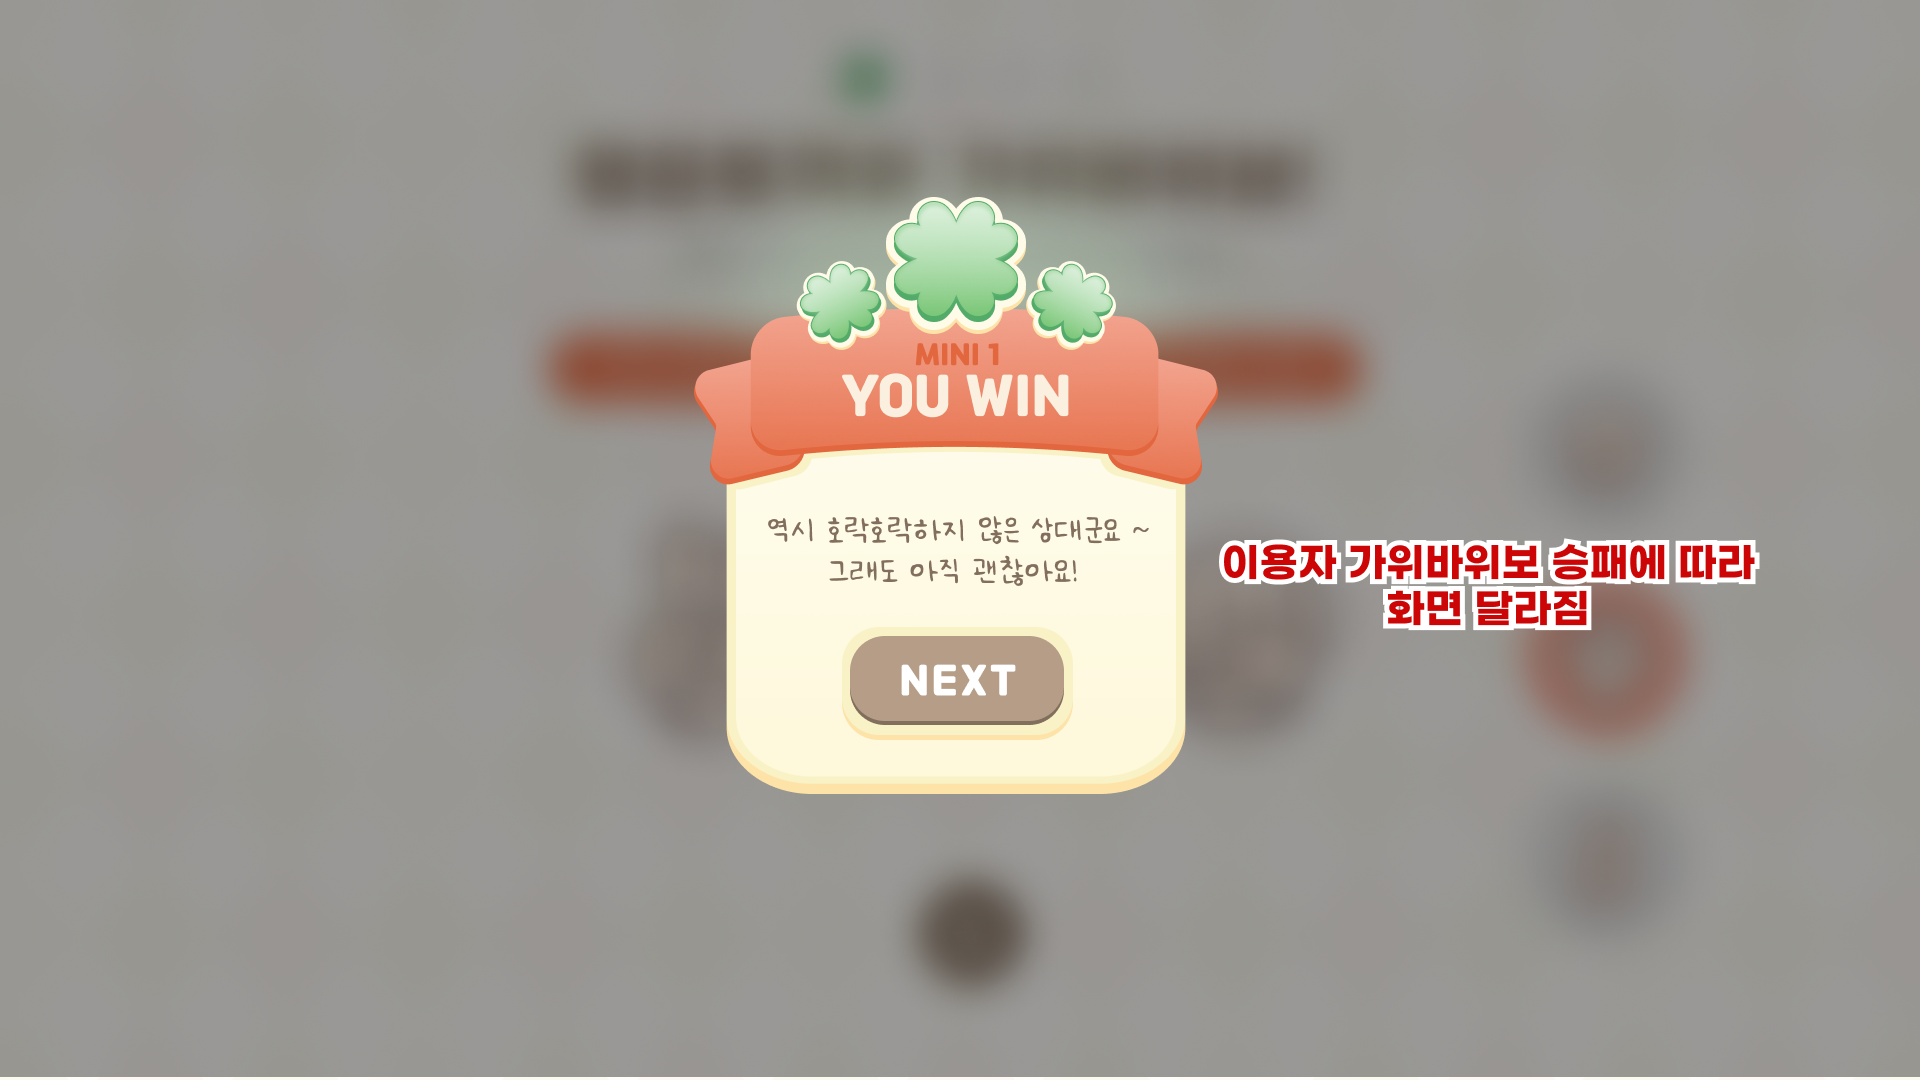 MINI 1
YOU WIN
역시 호락호락하지 않은 상대군요 ~
그래도 아직 괜찮아요!
NEXT
이용자 가위바위보 승패에 따라
화면 달라짐